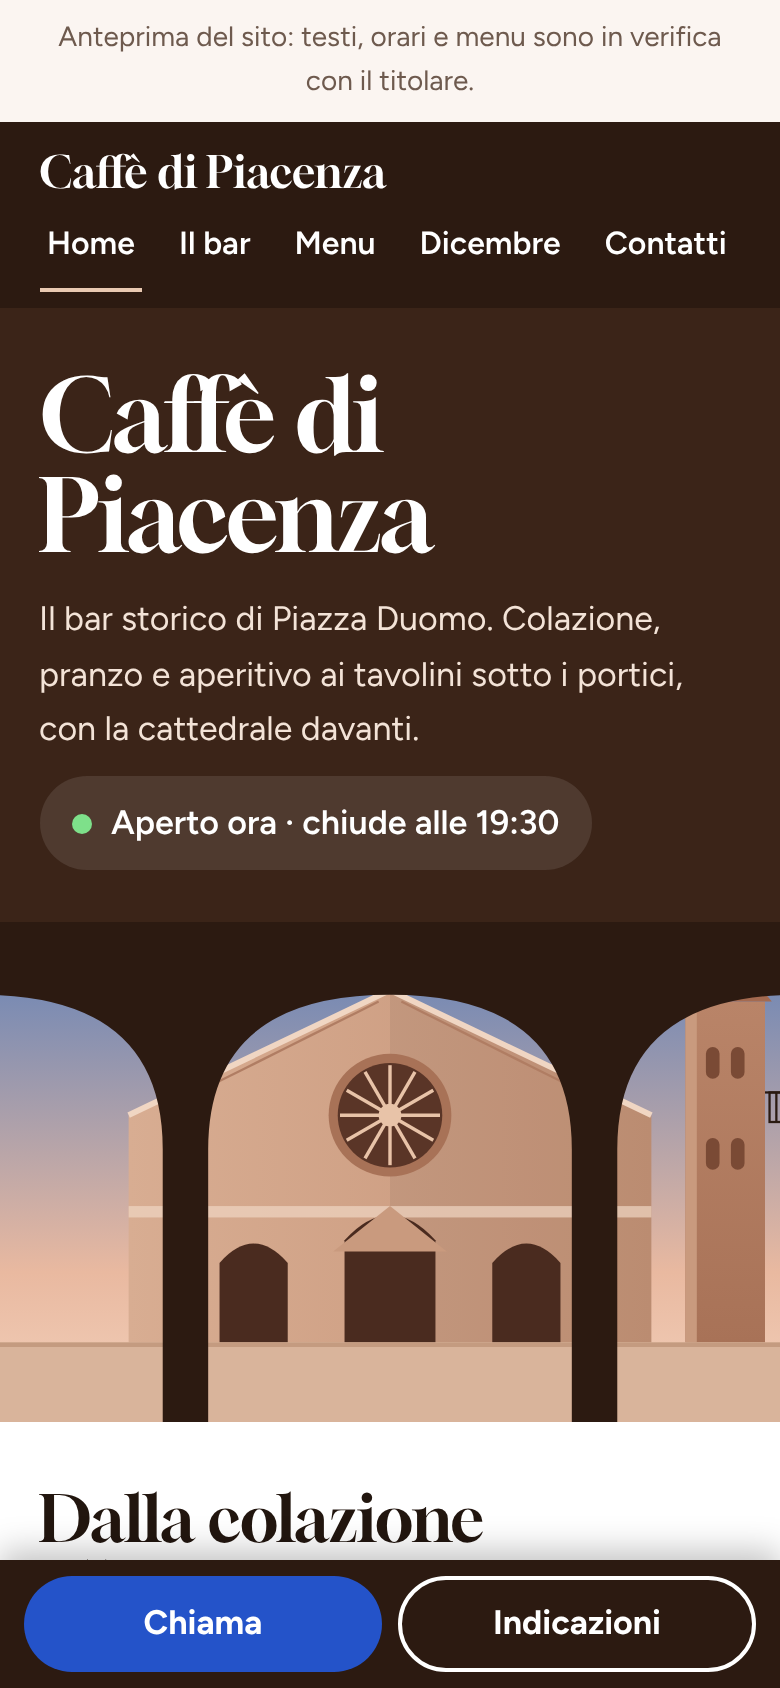 Anteprima del sito: testi, orari e menu sono in verifica
con il titolare.
Caffè di Piacenza
Home Il bar Menu Dicembre Contatti
Caffè di
Piacenza
Il bar storico di Piazza Duomo. Colazione,
pranzo e aperitivo ai tavolini sotto i portici,
con la cattedrale davanti.
Aperto ora · chiude alle 19:30
Dalla colazione
Chiama Indicazioni